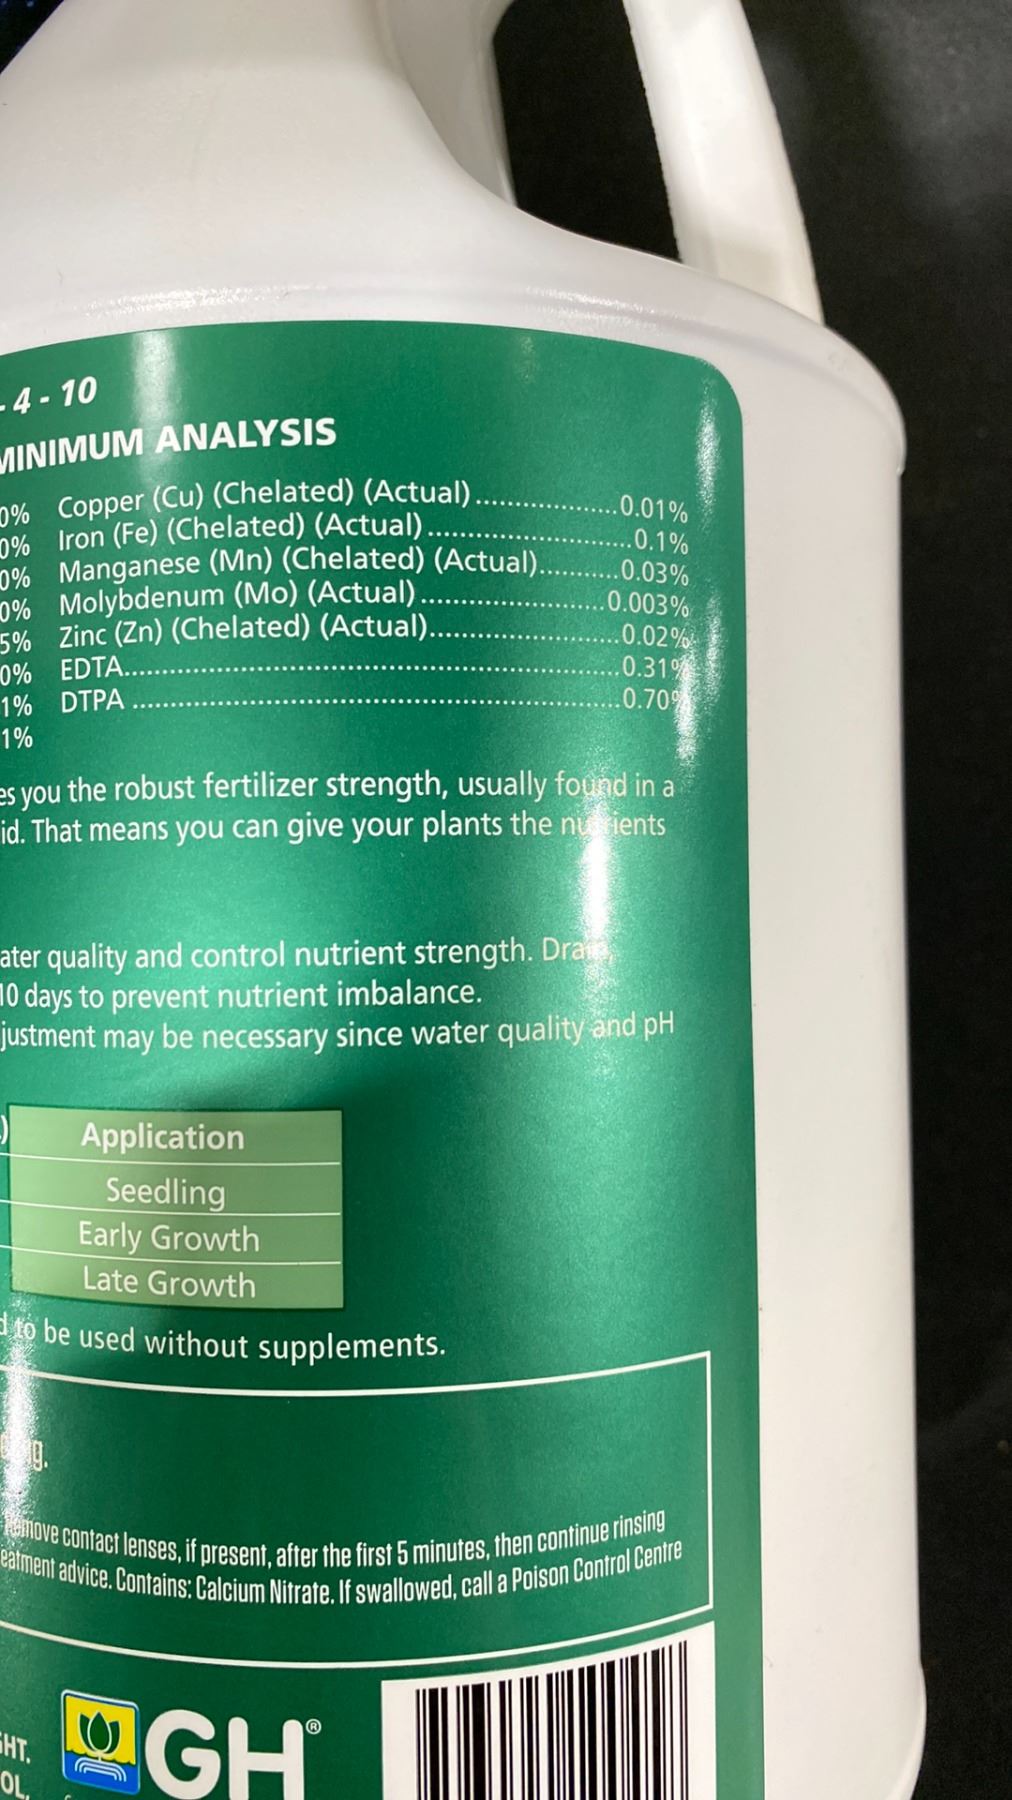 - 4 - 10
MINIMUM ANALYSIS
0% Copper (Cu) (Chelated) (Actual)..................0.01%
0% Iron (Fe) (Chelated) (Actual)..........................0.1%
0% Manganese (Mn) (Chelated) (Actual)..........0.03%
0% Molybdenum (Mo) (Actual)........................0.003%
5% Zinc (Zn) (Chelated) (Actual)........................0.02%
0% EDTA................................................................0.31%
1% DTPA ...............................................................0.70%
1%
es you the robust fertilizer strength, usually found in a
id. That means you can give your plants the nutrients
ater quality and control nutrient strength. Drain,
10 days to prevent nutrient imbalance.
justment may be necessary since water quality and pH
) Application
Seedling
Early Growth
Late Growth
d to be used without supplements.
g.
Remove contact lenses, if present, after the first 5 minutes, then continue rinsing
eatment advice. Contains: Calcium Nitrate. If swallowed, call a Poison Control Centre
GHT.
OL.
GH®